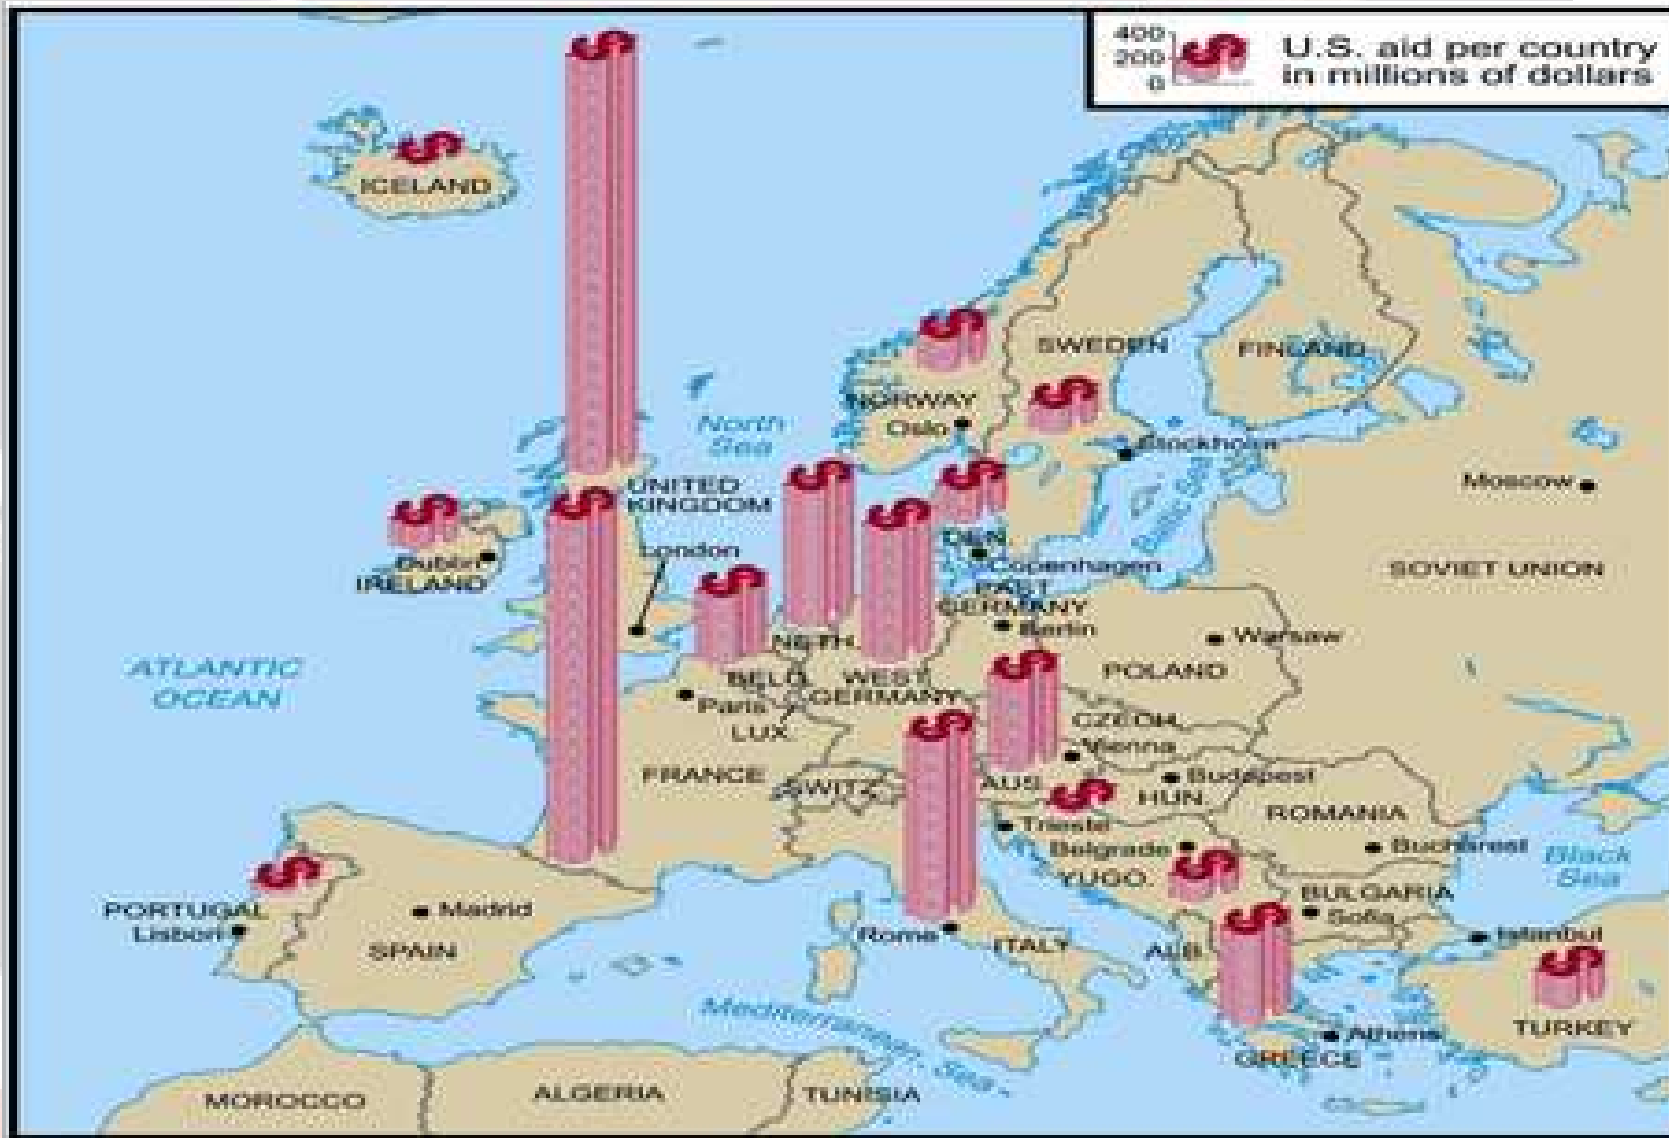 400
200
0
U.S. aid per country
in millions of dollars
ICELAND
SWEDEN
FINLAND
NORWAY
Oslo
North
Sea
Stockholm
Moscow
UNITED
KINGDOM
London
Baltic Sea
DEN.
Copenhagen
Dublin
IRELAND
SOVIET UNION
EAST
GERMANY
Berlin
Warsaw
NETH.
ATLANTIC
OCEAN
POLAND
BELG.
WEST
GERMANY
Paris
LUX.
CZECH.
Vienna
FRANCE
SWITZ.
AUS.
Budapest
HUN.
ROMANIA
Trieste
Belgrade
Bucharest
Black
Sea
YUGO.
BULGARIA
Sofia
PORTUGAL
Lisbon
Madrid
SPAIN
Rome
ITALY
ALB.
Istanbul
Mediterranean Sea
Athens
GREECE
TURKEY
MOROCCO
ALGERIA
TUNISIA